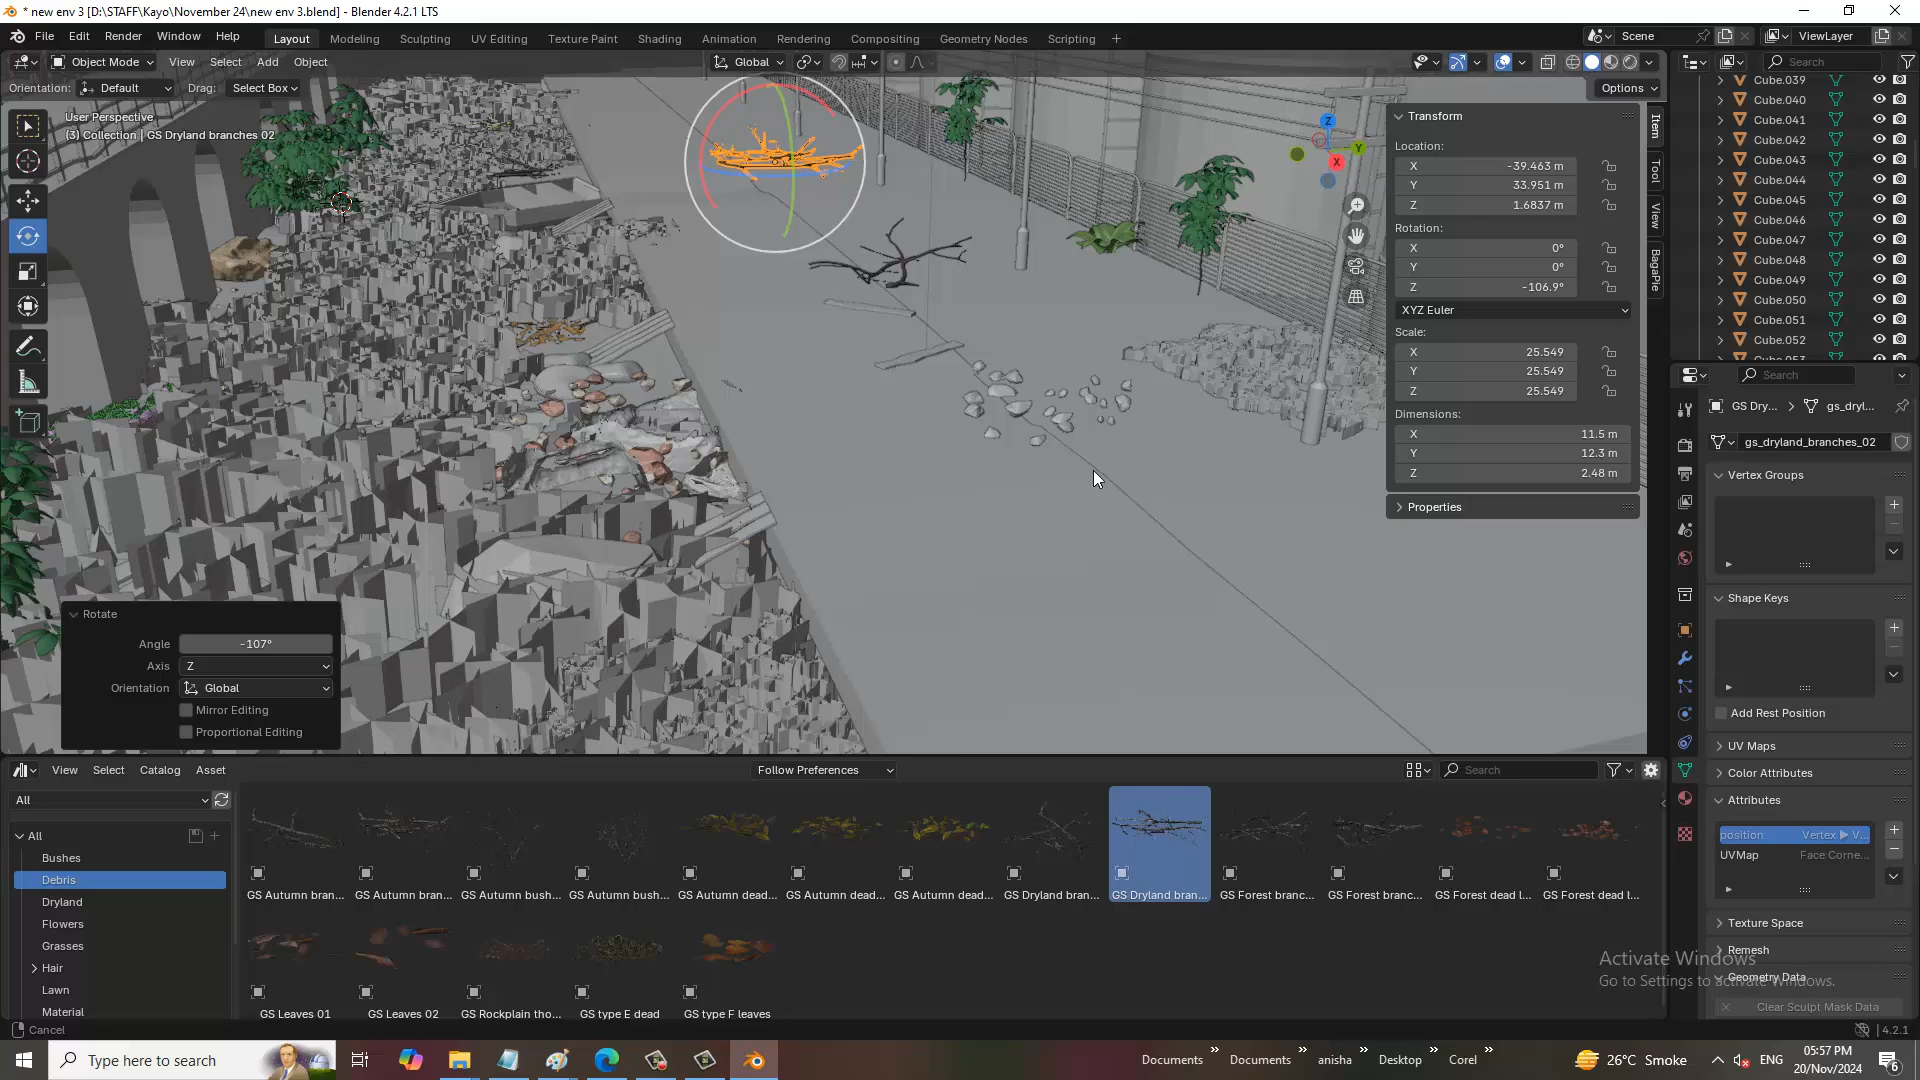 * new env 3 [D:\STAFF\Kayo\November 24\new env 3.blend] - Blender 4.2.1 LTS
File Edit Render Window Help
Layout Modeling Sculpting UV Editing Texture Paint Shading Animation Rendering Compositing Geometry Nodes Scripting +
Scene
ViewLayer
Object Mode View Select Add Object
Global
Search
Orientation: Default Drag: Select Box
Options
User Perspective
(3) Collection | GS Dryland branches 02
Transform
Location:
X -39.463 m
Y 33.951 m
Z 1.6837 m
Rotation:
X 0°
Y 0°
Z -106.9°
XYZ Euler
Scale:
X 25.549
Y 25.549
Z 25.549
Dimensions:
X 11.5 m
Y 12.3 m
Z 2.48 m
Properties
Item
Tool
View
BagaPie
Z
Y
X
Cube.039
Cube.040
Cube.041
Cube.042
Cube.043
Cube.044
Cube.045
Cube.046
Cube.047
Cube.048
Cube.049
Cube.050
Cube.051
Cube.052
Search
GS Dry... gs_dryl...
gs_dryland_branches_02
Vertex Groups
Shape Keys
Add Rest Position
UV Maps
Color Attributes
Attributes
position Vertex ▶ V...
UVMap Face Corne...
Texture Space
Remesh
Geometry Data
Clear Sculpt Mask Data
Rotate
Angle -107°
Axis Z
Orientation Global
Mirror Editing
Proportional Editing
View Select Catalog Asset
Follow Preferences
Search
All
All
Bushes
Debris
Dryland
Flowers
Grasses
Hair
Lawn
Material
GS Autumn bran... GS Autumn bran... GS Autumn bush... GS Autumn bush... GS Autumn dead... GS Autumn dead... GS Autumn dead... GS Dryland bran... GS Dryland bran... GS Forest branc... GS Forest branc... GS Forest dead l... GS Forest dead l...
GS Leaves 01 GS Leaves 02 GS Rockplain tho... GS type E dead GS type F leaves
Activate Windows
Go to Settings to activate Windows.
Cancel
4.2.1
Type here to search
Documents » Documents » anisha » Desktop » Corel »
26°C Smoke
ENG
05:57 PM
20/Nov/2024
6